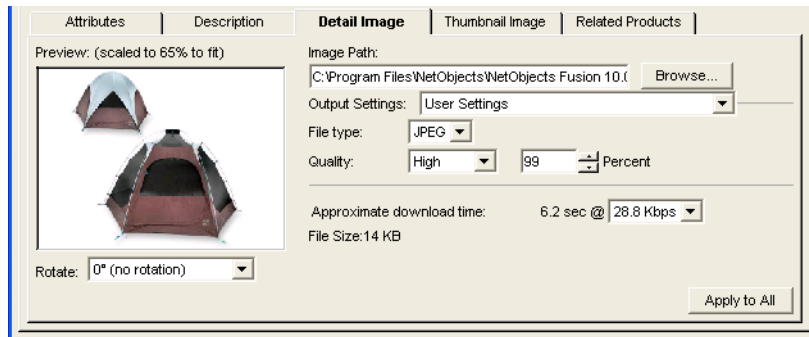 Attributes Description Detail Image Thumbnail Image Related Products
Preview: (scaled to 65% to fit)
Image Path:
C:\Program Files\NetObjects\NetObjects Fusion 10.( Browse...
Output Settings: User Settings
File type: JPEG
Quality: High 99 Percent
Approximate download time: 6.2 sec @ 28.8 Kbps
File Size:14 KB
Rotate: 0° (no rotation)
Apply to All